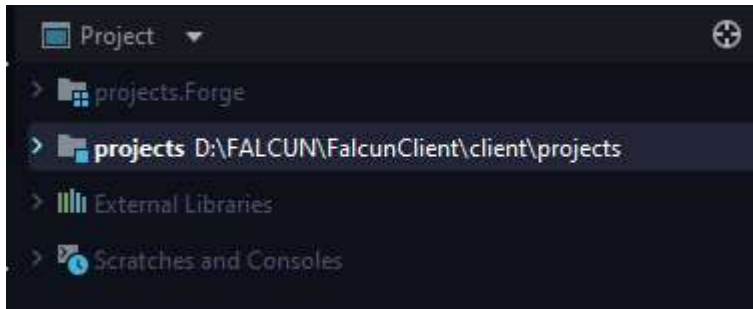 Project
projects.Forge
projects D:\FALCUN\FalcunClient\client\projects
External Libraries
Scratches and Consoles